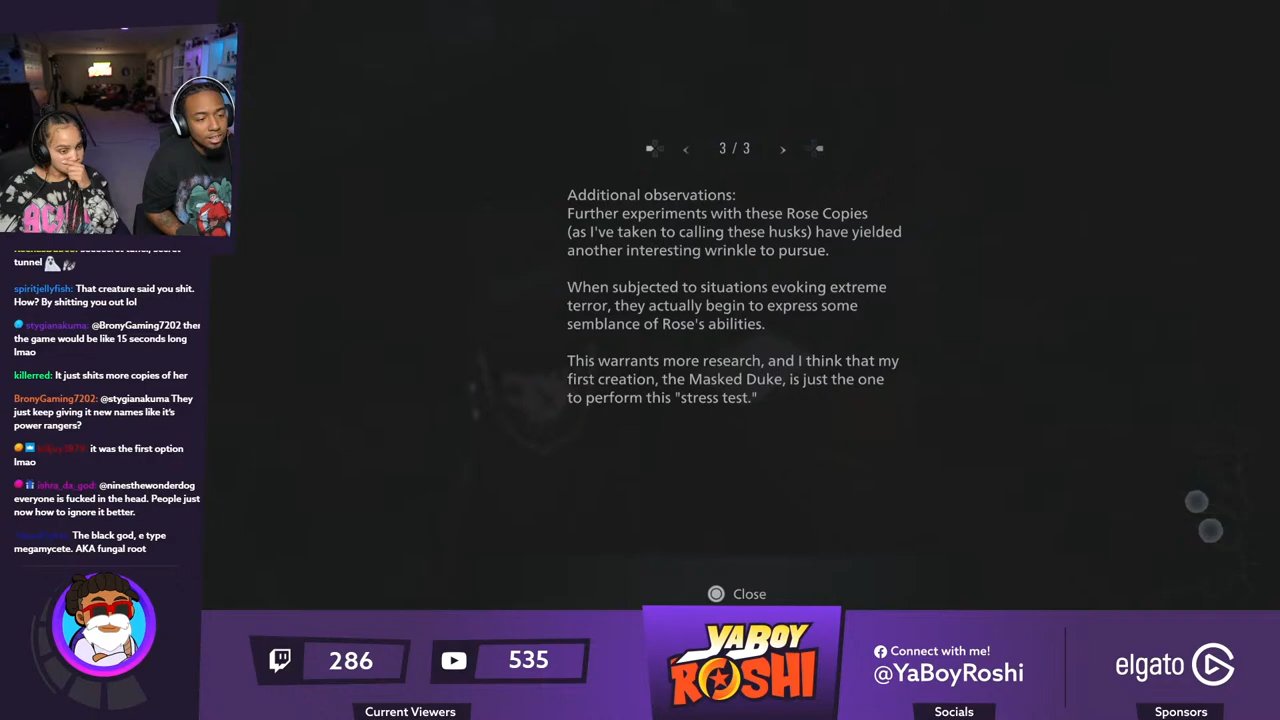 3 / 3
Additional observations:
Further experiments with these Rose Copies
(as I've taken to calling these husks) have yielded
another interesting wrinkle to pursue.
When subjected to situations evoking extreme
terror, they actually begin to express some
semblance of Rose's abilities.
This warrants more research, and I think that my
first creation, the Masked Duke, is just the one
to perform this "stress test."
Close
tunnel
spiritjellyfish: That creature said you shit.
How? By shitting you out lol
stygianakuma: @BronyGaming7202 then
the game would be like 15 seconds long
lmao
killerred: It just shits more copies of her
BronyGaming7202: @stygianakuma They
just keep giving it new names like it's
power rangers?
it was the first option
lmao
ishra_da_god: @ninesthewonderdog
everyone is fucked in the head. People just
now how to ignore it better.
The black god, e type
megamycete. AKA fungal root
286
535
Current Viewers
YABOY
ROSHI
Connect with me!
@YaBoyRoshi
Socials
elgato
Sponsors